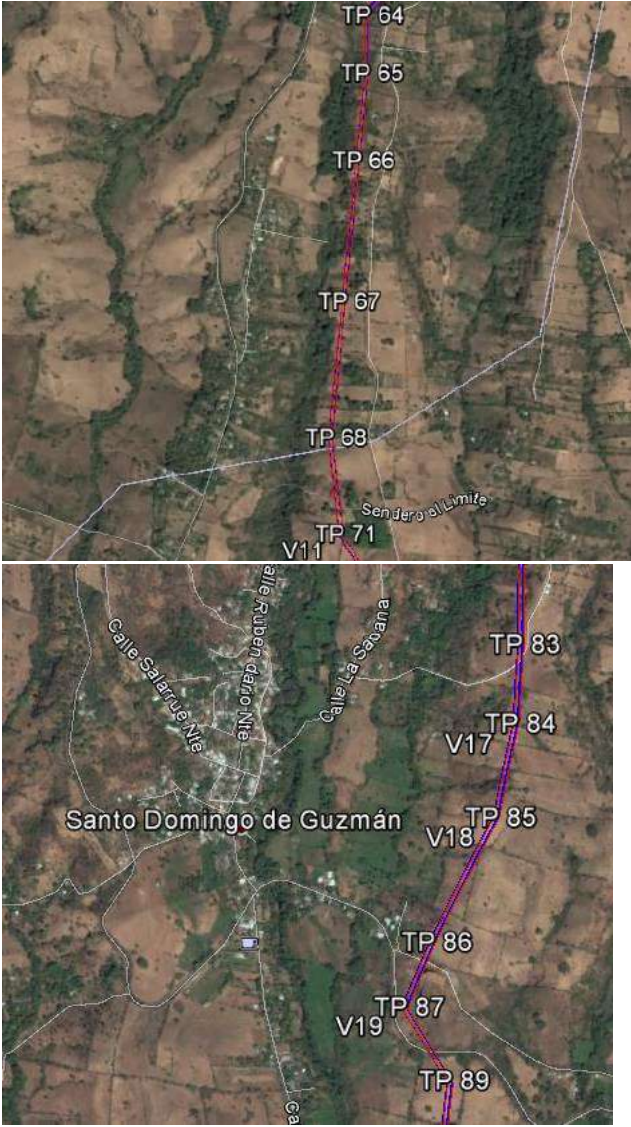 TP 64
TP 65
TP 66
TP 67
TP 68
Sendero el Limite
TP 71
V11
alle Ruben dario Nte
Calle Salarrue Nte
Calle La Sabana
TP 83
TP 84
V17
TP 85
V18
Santo Domingo de Guzmán
TP 86
TP 87
V19
TP 89
Ca